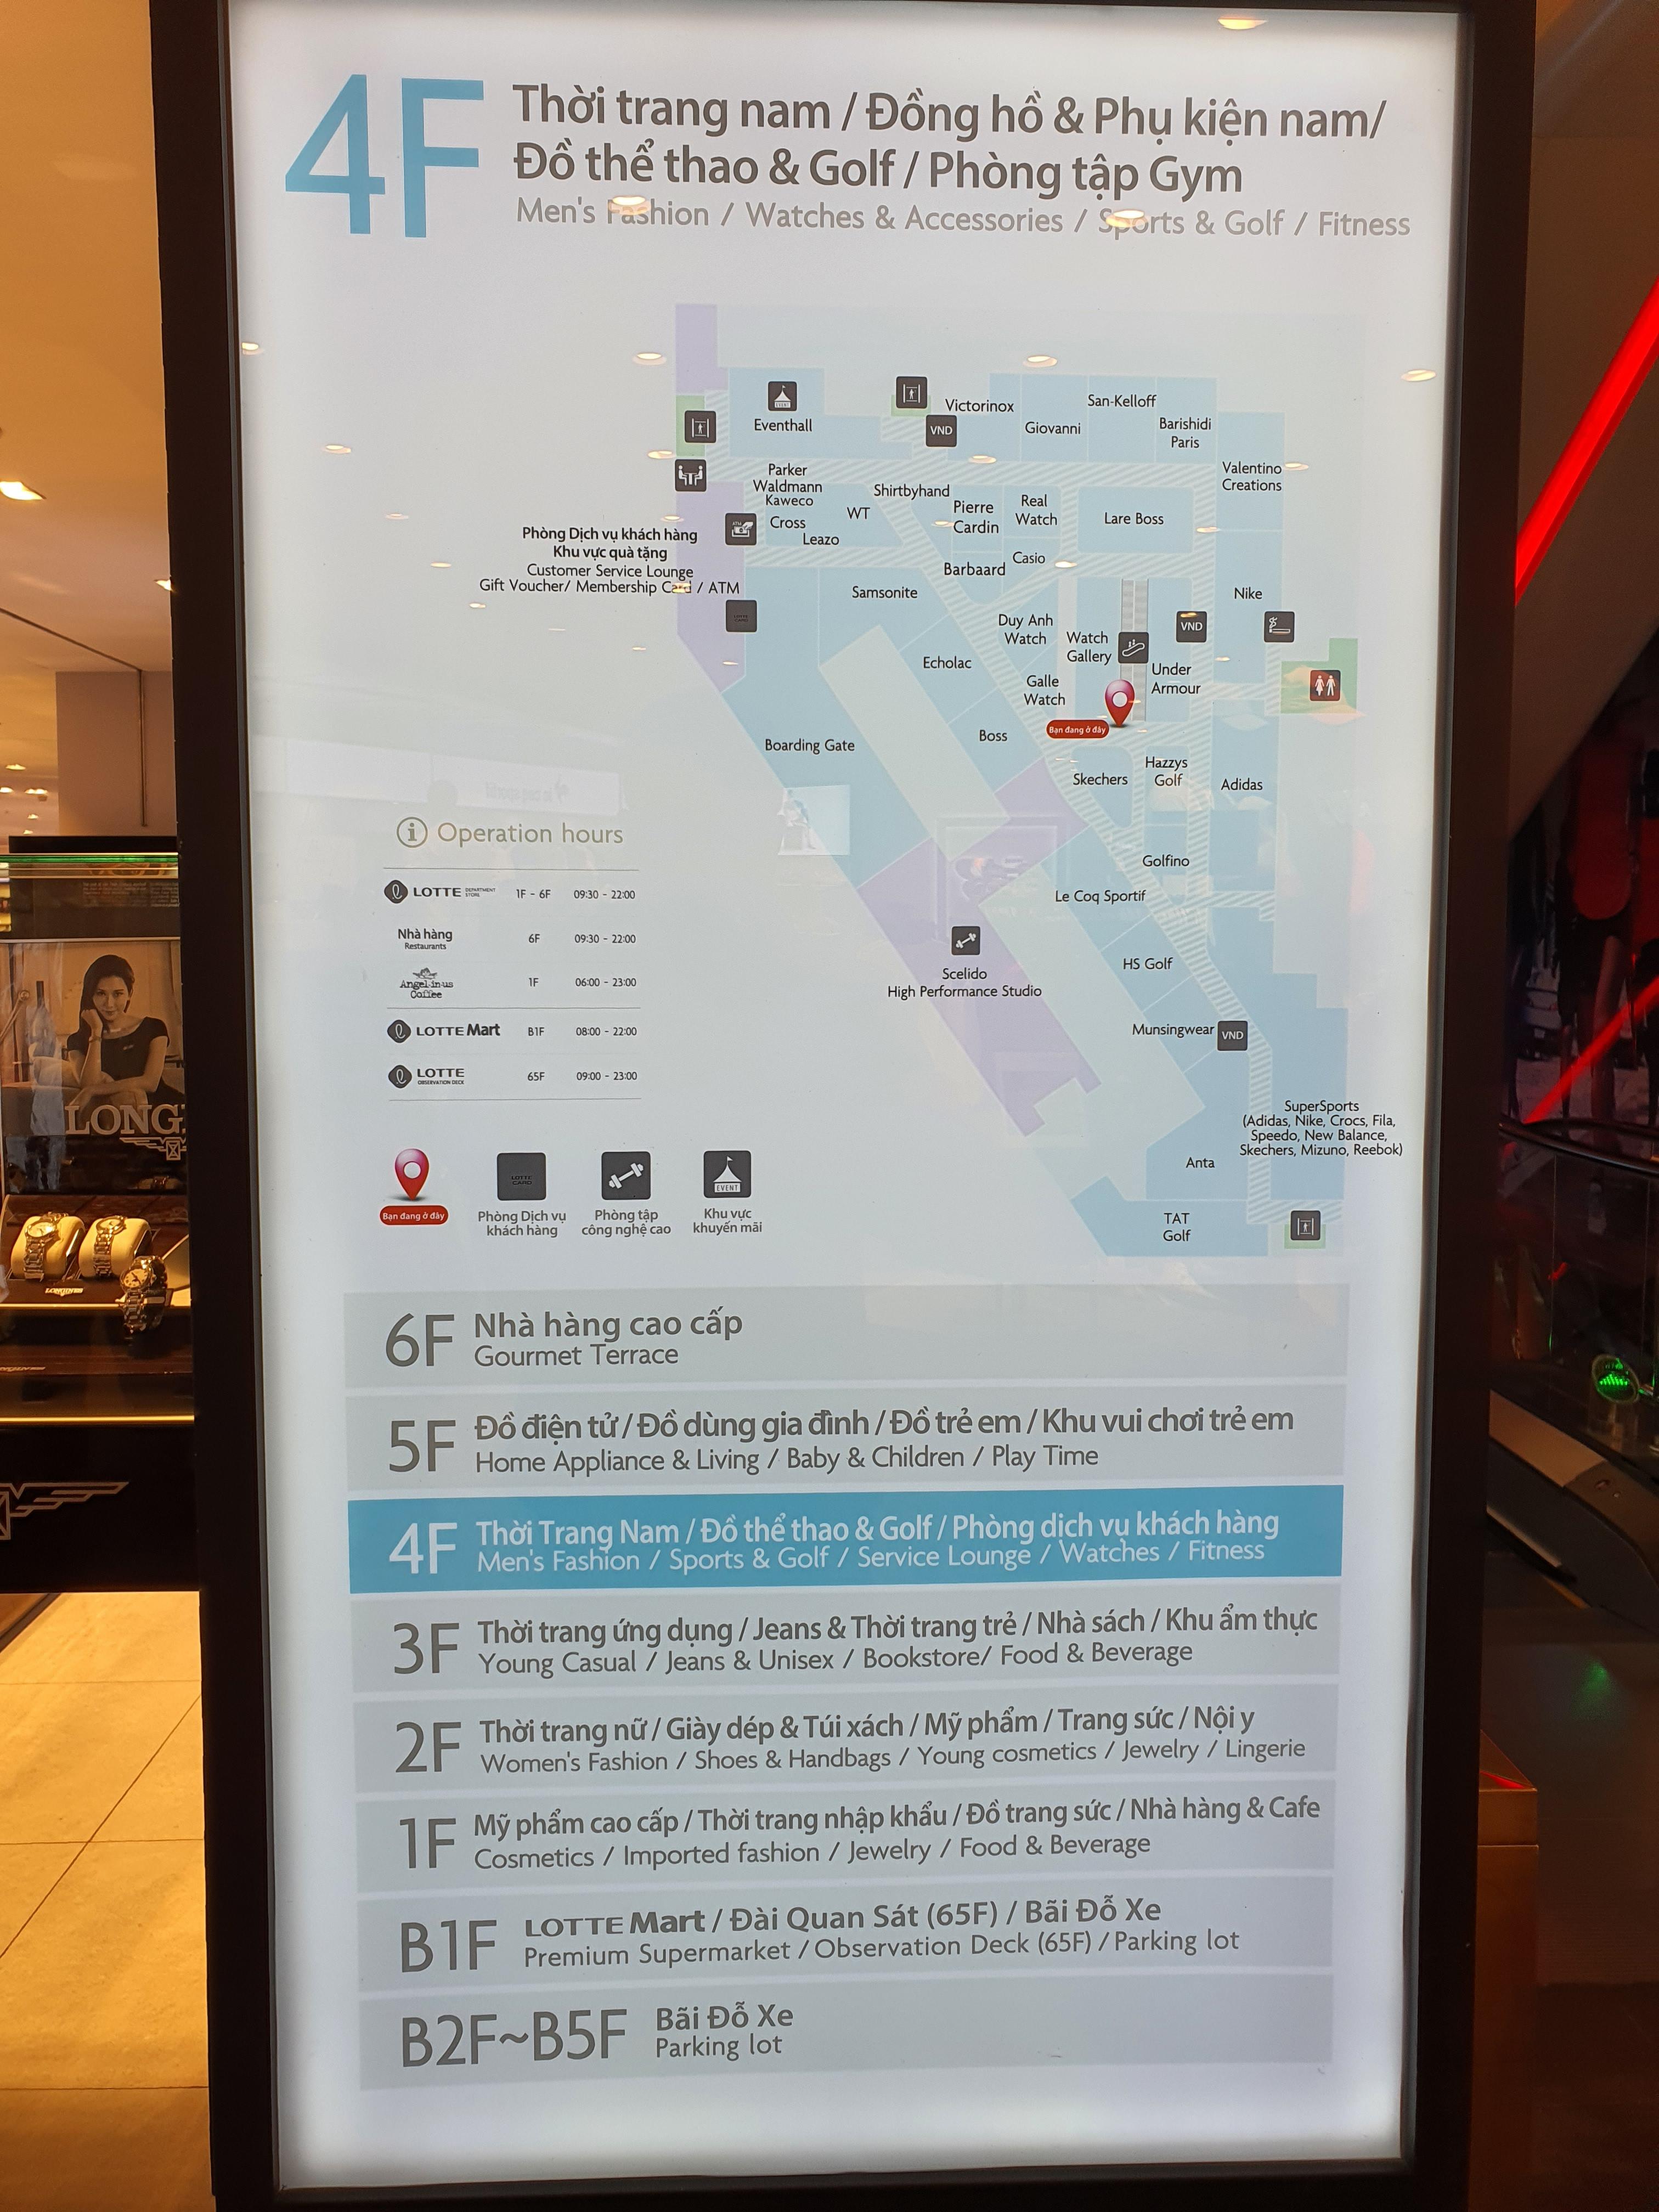 4F
Thời trang nam / Đồng hồ & Phụ kiện nam/
Đồ thể thao & Golf / Phòng tập Gym
Men's Fashion / Watches & Accessories / Sports & Golf / Fitness
EVENT
Eventhall
Victorinox
VND
Giovanni
San-Kelloff
Barishidi
Paris
Valentino
Creations
Parker
Waldmann
Kaweco
Cross
Leazo
WT
Shirtbyhand
Pierre
Cardin
Real
Watch
Lare Boss
Casio
Barbaard
Phòng Dịch vụ khách hàng
Khu vực quà tặng
Customer Service Lounge
Gift Voucher/ Membership Card / ATM
ATM
Samsonite
Nike
Duy Anh
Watch
Watch
Gallery
VND
Under
Armour
Echolac
Galle
Watch
Bạn đang ở đây
Boss
Boarding Gate
Skechers
Hazzys
Golf
Adidas
Golfino
Le Coq Sportif
HS Golf
Scelido
High Performance Studio
Munsingwear
VND
SuperSports
(Adidas, Nike, Crocs, Fila,
Speedo, New Balance,
Skechers, Mizuno, Reebok)
Anta
TAT
Golf
Operation hours
LOTTE DEPARTMENT STORE 1F - 6F 09:30 - 22:00
Nhà hàng
Restaurants
6F 09:30 - 22:00
Angel-in-us
Coffee
1F 06:00 - 23:00
LOTTE Mart B1F 08:00 - 22:00
LOTTE
OBSERVATION DECK
65F 09:00 - 23:00
Bạn đang ở đây
LOTTE
CARD
Phòng Dịch vụ
khách hàng
Phòng tập
công nghệ cao
EVENT
Khu vực
khuyến mãi
6F Nhà hàng cao cấp
Gourmet Terrace
5F Đồ điện tử / Đồ dùng gia đình / Đồ trẻ em / Khu vui chơi trẻ em
Home Appliance & Living / Baby & Children / Play Time
4F Thời Trang Nam / Đồ thể thao & Golf / Phòng dịch vụ khách hàng
Men's Fashion / Sports & Golf / Service Lounge / Watches / Fitness
3F Thời trang ứng dụng / Jeans & Thời trang trẻ / Nhà sách / Khu ẩm thực
Young Casual / Jeans & Unisex / Bookstore/ Food & Beverage
2F Thời trang nữ / Giày dép & Túi xách / Mỹ phẩm / Trang sức / Nội y
Women's Fashion / Shoes & Handbags / Young cosmetics / Jewelry / Lingerie
1F Mỹ phẩm cao cấp / Thời trang nhập khẩu / Đồ trang sức / Nhà hàng & Cafe
Cosmetics / Imported fashion / Jewelry / Food & Beverage
B1F LOTTE Mart / Đài Quan Sát (65F) / Bãi Đỗ Xe
Premium Supermarket / Observation Deck (65F) / Parking lot
B2F~B5F Bãi Đỗ Xe
Parking lot
LONG
LONGINES